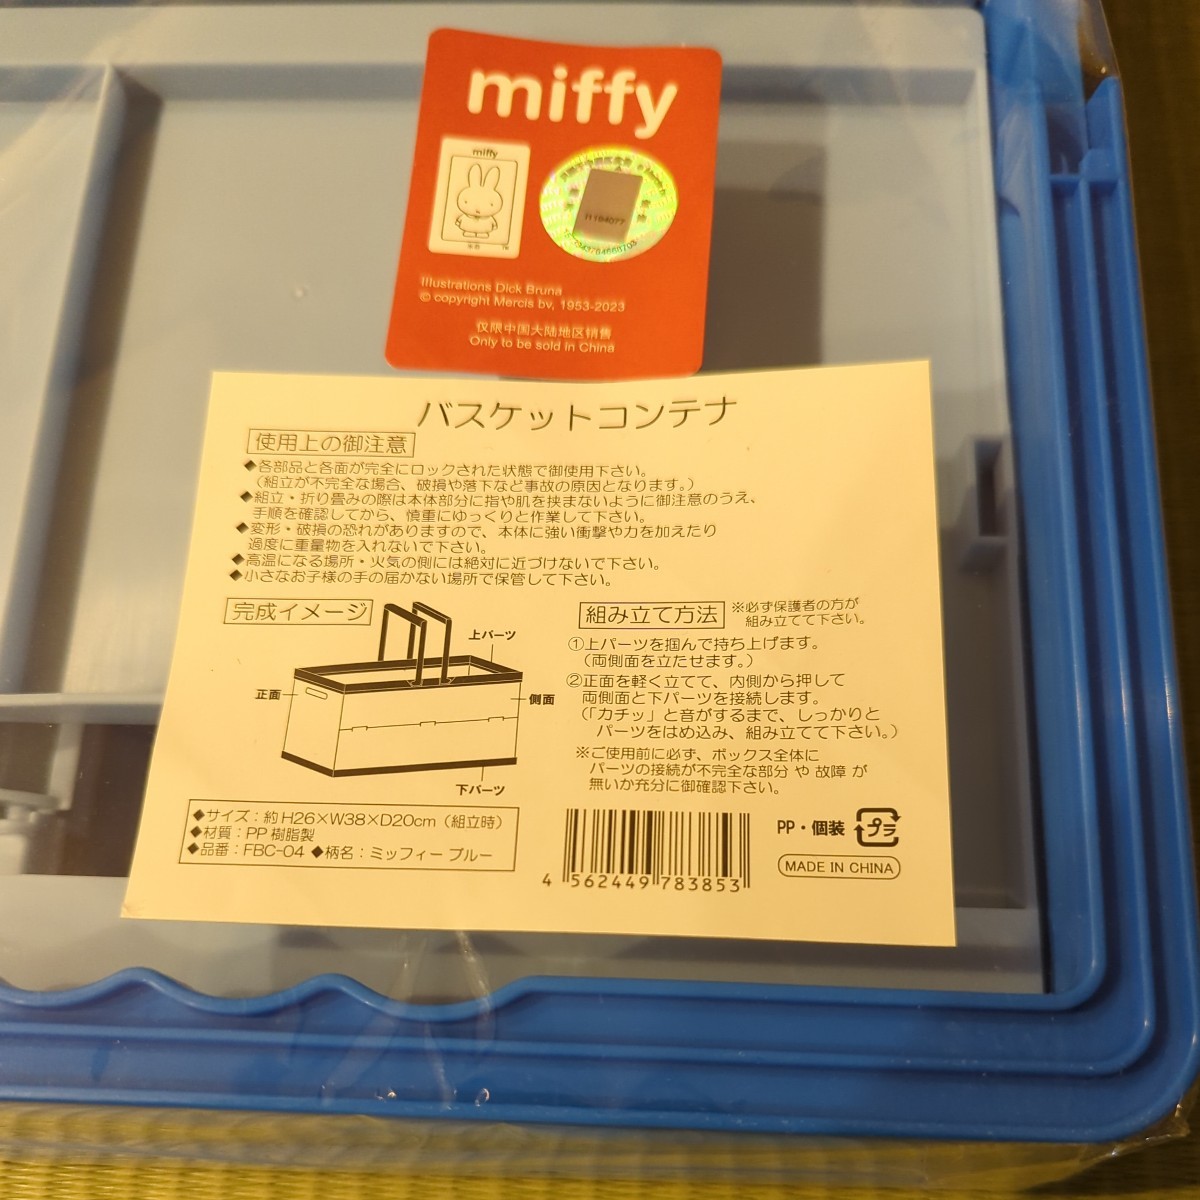 miffy
miffy
11184077
Illustrations Dick Bruna
© copyright Mercis bv, 1953-2023
仅限中国大陆地区销售
Only to be sold in China
バスケットコンテナ
使用上の御注意
◆各部品と各面が完全にロックされた状態で御使用下さい。
(組立が不完全な場合、破損や落下など事故の原因となります。)
◆組立・折り畳みの際は本体部分に指や肌を挟まないように御注意のうえ、
手順を確認してから、慎重にゆっくりと作業して下さい。
◆変形・破損の恐れがありますので、本体に強い衝撃や力を加えたり
過度に重量物を入れないで下さい。
◆高温になる場所・火気の側には絶対に近づけないで下さい。
◆小さなお子様の手の届かない場所で保管して下さい。
完成イメージ
上パーツ
正面
側面
下パーツ
組み立て方法
※必ず保護者の方が
組み立てて下さい。
①上パーツを掴んで持ち上げます。
(両側面を立たせます。)
②正面を軽く立てて、内側から押して
両側面と下パーツを接続します。
(「カチッ」と音がするまで、しっかりと
パーツをはめ込み、組み立てて下さい。)
※ご使用前に必ず、ボックス全体に
パーツの接続が不完全な部分 や 故障 が
無いか充分に御確認下さい。
◆サイズ:約 H26×W38×D20cm (組立時)
◆材質:PP 樹脂製
◆品番:FBC-04 ◆柄名:ミッフィー ブルー
4 562449 783853
PP・個装
プラ
MADE IN CHINA